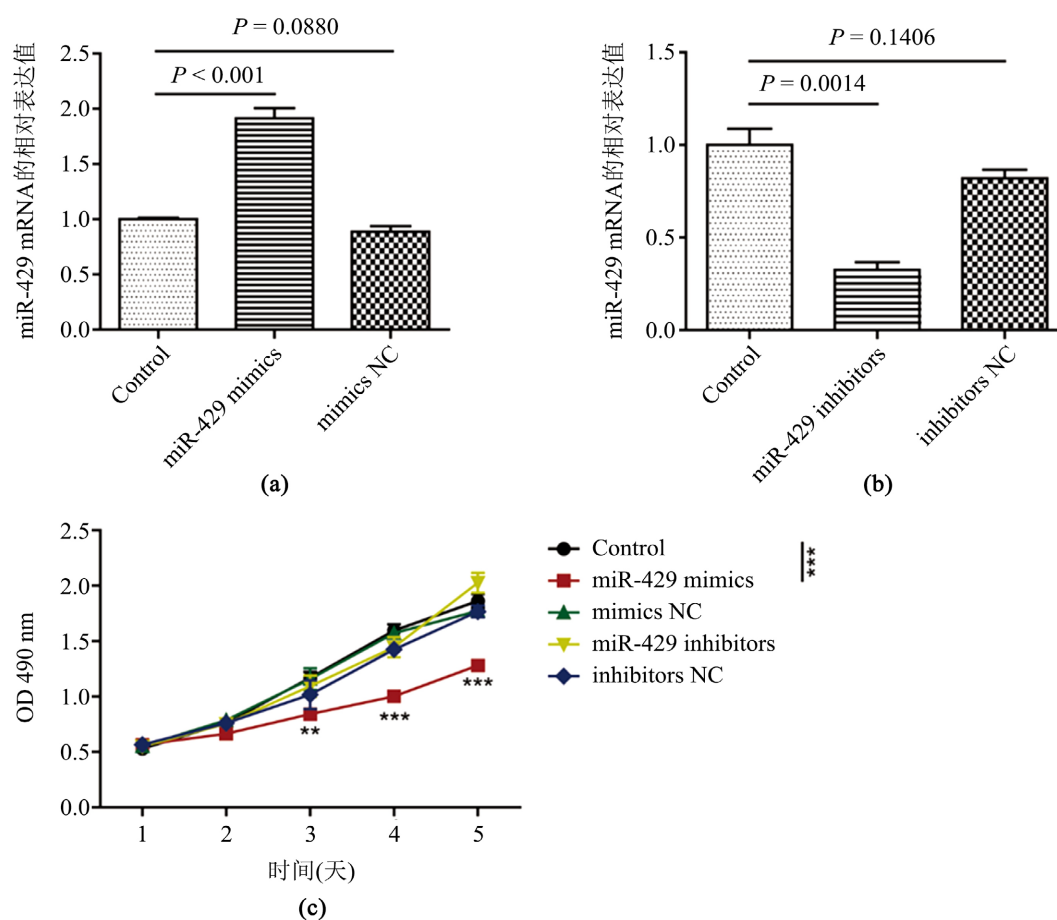 P = 0.0880
P < 0.001
2.5
2.0
1.5
1.0
0.5
0.0
miR-429 mRNA的相对表达值
Control
miR-429 mimics
mimics NC
(a)
P = 0.1406
P = 0.0014
1.5
1.0
0.5
0.0
miR-429 mRNA的相对表达值
Control
miR-429 inhibitors
inhibitors NC
(b)
2.5
2.0
1.5
1.0
0.5
0.0
OD 490 nm
**
***
***
1 2 3 4 5
时间(天)
Control
miR-429 mimics
mimics NC
miR-429 inhibitors
inhibitors NC
***
(c)